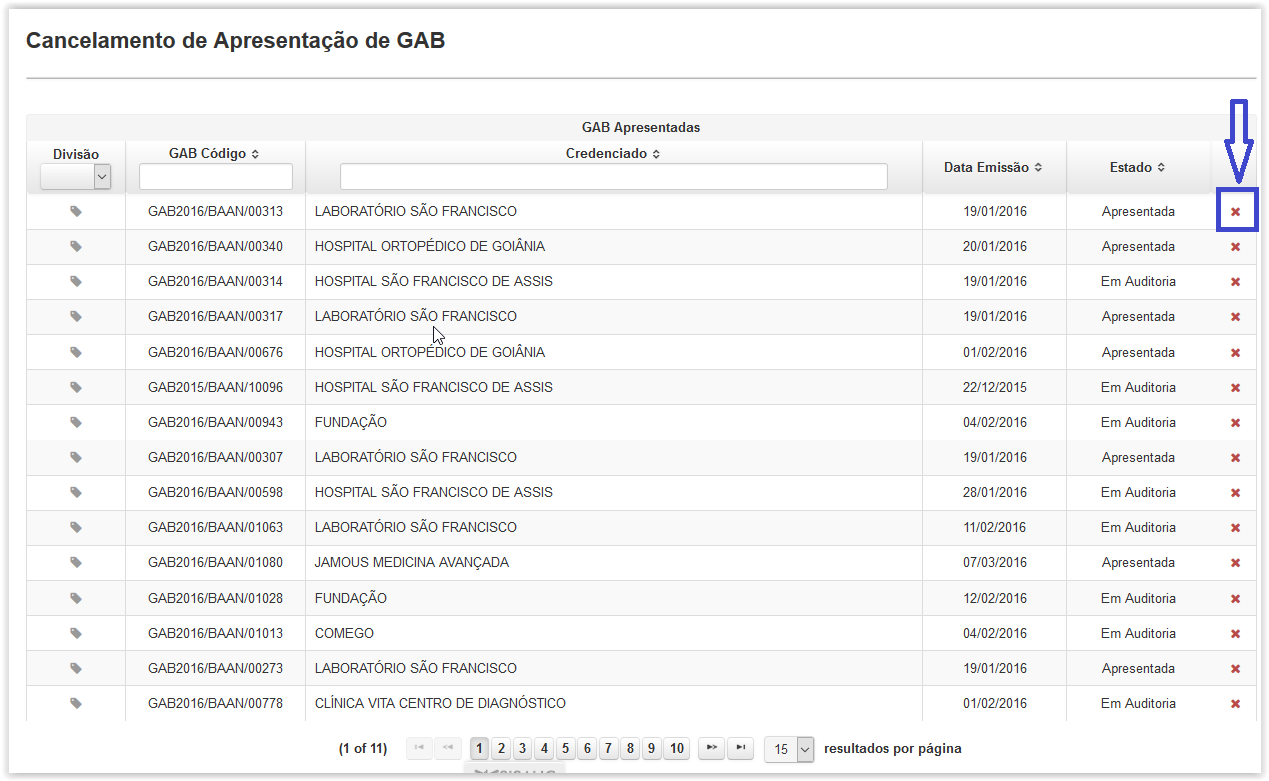 Cancelamento de Apresentação de GAB
GAB Apresentadas
Divisão GAB Código Credenciado Data Emissão Estado
GAB2016/BAAN/00313 LABORATÓRIO SÃO FRANCISCO 19/01/2016 Apresentada
GAB2016/BAAN/00340 HOSPITAL ORTOPÉDICO DE GOIÂNIA 20/01/2016 Apresentada
GAB2016/BAAN/00314 HOSPITAL SÃO FRANCISCO DE ASSIS 19/01/2016 Em Auditoria
GAB2016/BAAN/00317 LABORATÓRIO SÃO FRANCISCO 19/01/2016 Apresentada
GAB2016/BAAN/00676 HOSPITAL ORTOPÉDICO DE GOIÂNIA 01/02/2016 Apresentada
GAB2015/BAAN/10096 HOSPITAL SÃO FRANCISCO DE ASSIS 22/12/2015 Em Auditoria
GAB2016/BAAN/00943 FUNDAÇÃO 04/02/2016 Em Auditoria
GAB2016/BAAN/00307 LABORATÓRIO SÃO FRANCISCO 19/01/2016 Apresentada
GAB2016/BAAN/00598 HOSPITAL SÃO FRANCISCO DE ASSIS 28/01/2016 Em Auditoria
GAB2016/BAAN/01063 LABORATÓRIO SÃO FRANCISCO 11/02/2016 Em Auditoria
GAB2016/BAAN/01080 JAMOUS MEDICINA AVANÇADA 07/03/2016 Apresentada
GAB2016/BAAN/01028 FUNDAÇÃO 12/02/2016 Em Auditoria
GAB2016/BAAN/01013 COMEGO 04/02/2016 Em Auditoria
GAB2016/BAAN/00273 LABORATÓRIO SÃO FRANCISCO 19/01/2016 Apresentada
GAB2016/BAAN/00778 CLÍNICA VITA CENTRO DE DIAGNÓSTICO 01/02/2016 Em Auditoria
(1 of 11) 1 2 3 4 5 6 7 8 9 10 15 resultados por página